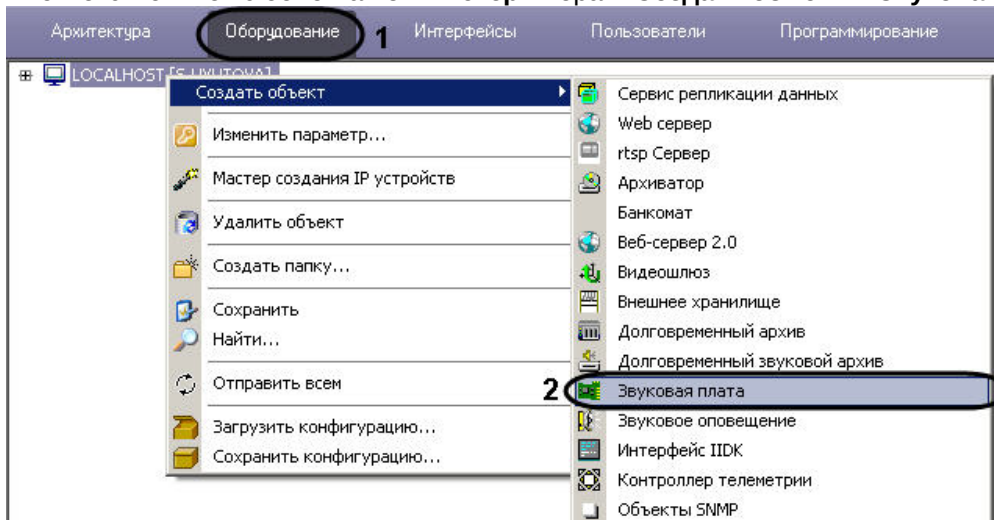 Архитектура
Оборудование
1
Интерфейсы
Пользователи
Программирование
LOCALHOST
Создать объект
Изменить параметр...
Мастер создания IP устройств
Удалить объект
Создать папку...
Сохранить
Найти...
Отправить всем
Загрузить конфигурацию...
Сохранить конфигурацию...
Сервис репликации данных
Web сервер
rtsp Сервер
Архиватор
Банкомат
Веб-сервер 2.0
Видеошлюз
Внешнее хранилище
Долговременный архив
Долговременный звуковой архив
2
Звуковая плата
Звуковое оповещение
Интерфейс IIDK
Контроллер телеметрии
Объекты SNMP